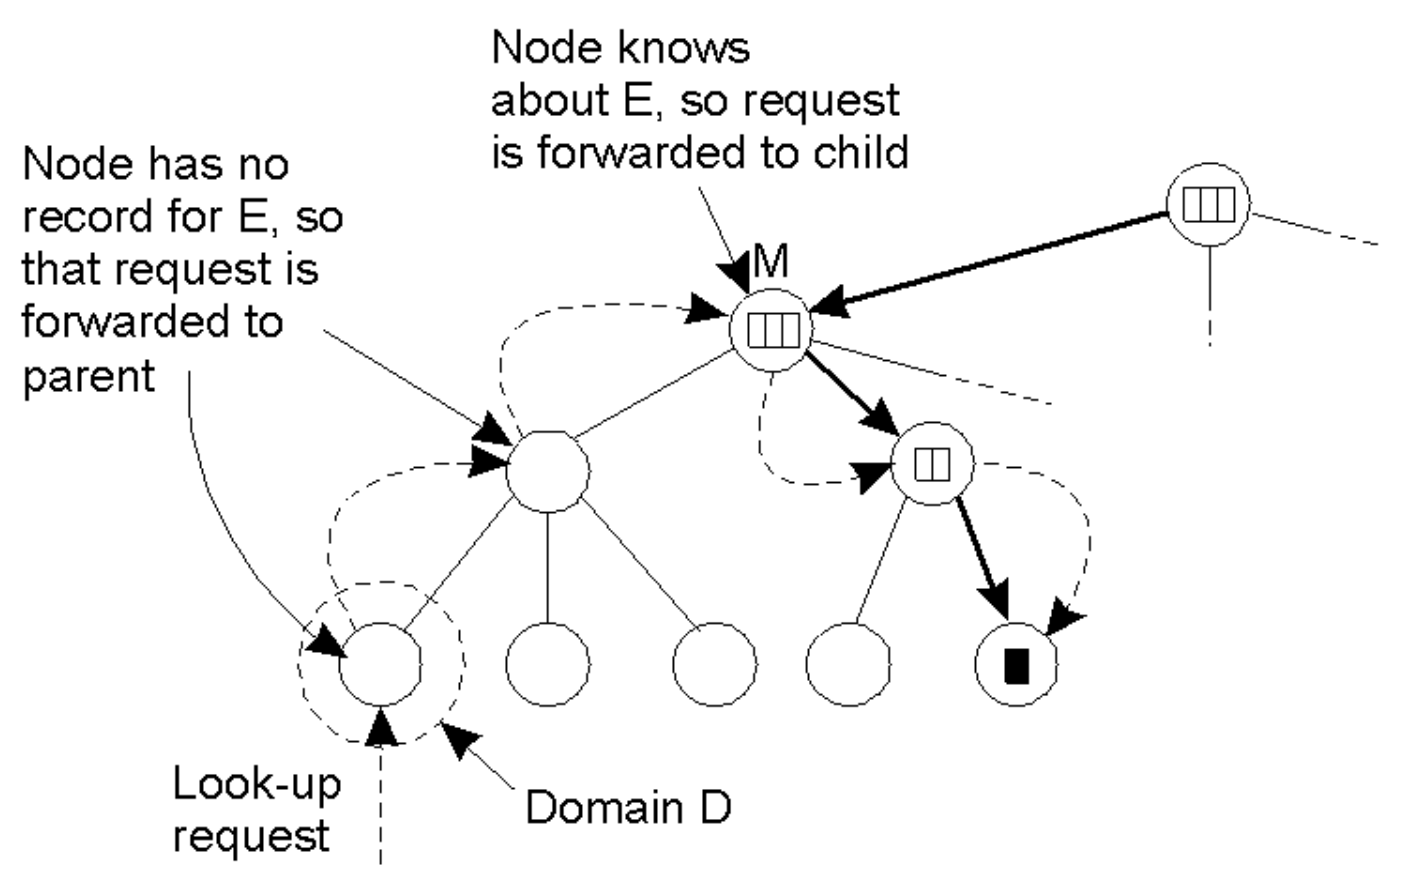 Node knows
about E, so request
is forwarded to child
Node has no
record for E, so
that request is
forwarded to
parent
M
Look-up
request
Domain D